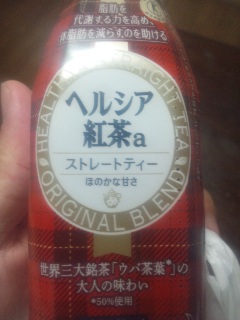 脂肪を
代謝する力を高め、
体脂肪を減らすのを助ける
ヘルシア
紅茶a
ストレートティー
ほのかな甘さ
ORIGINAL BLEND
世界三大銘茶「ウバ茶葉*」の
大人の味わい
*50%使用